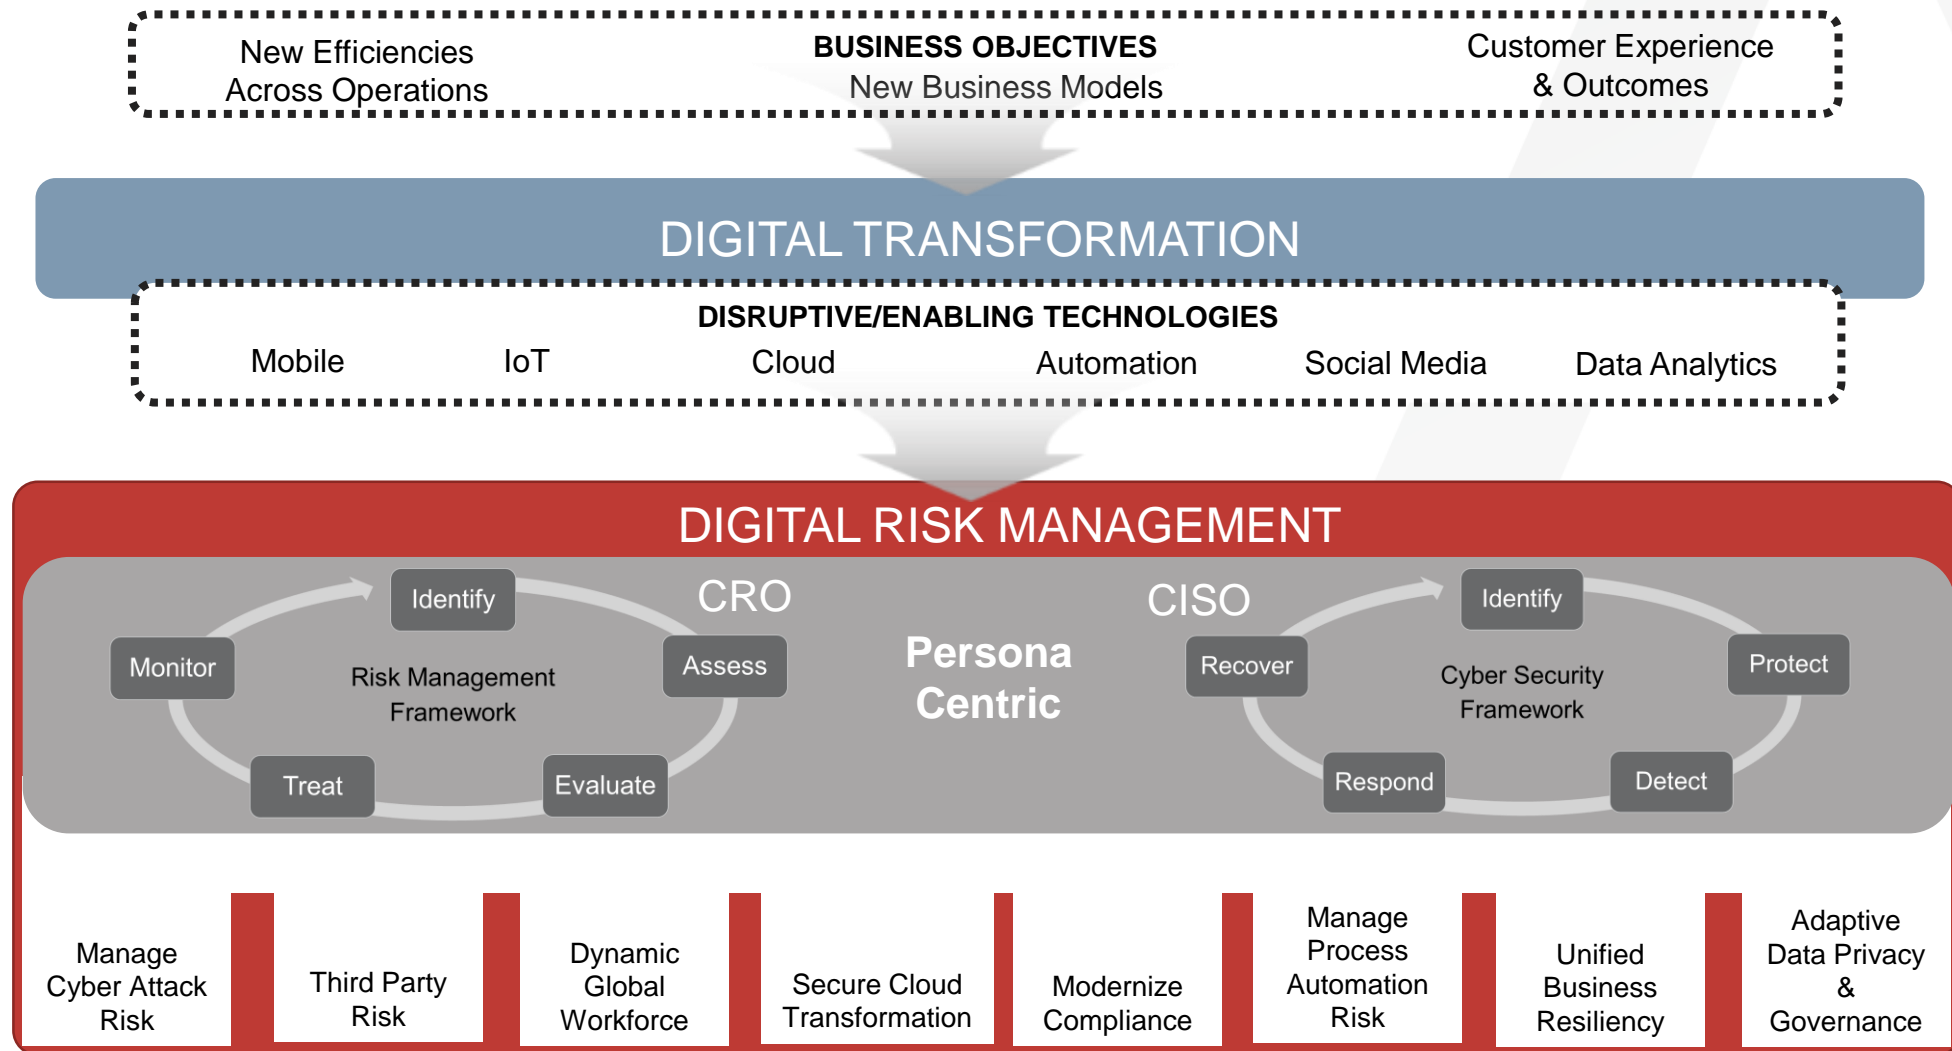 New Efficiencies
Across Operations
BUSINESS OBJECTIVES
New Business Models
Customer Experience
& Outcomes
DIGITAL TRANSFORMATION
DISRUPTIVE/ENABLING TECHNOLOGIES
Mobile
IoT
Cloud
Automation
Social Media
Data Analytics
DIGITAL RISK MANAGEMENT
CRO
Identify
Assess
Evaluate
Treat
Monitor
Risk Management
Framework
Persona
Centric
CISO
Identify
Protect
Detect
Respond
Recover
Cyber Security
Framework
Manage
Cyber Attack
Risk
Third Party
Risk
Dynamic
Global
Workforce
Secure Cloud
Transformation
Modernize
Compliance
Manage
Process
Automation
Risk
Unified
Business
Resiliency
Adaptive
Data Privacy
&
Governance